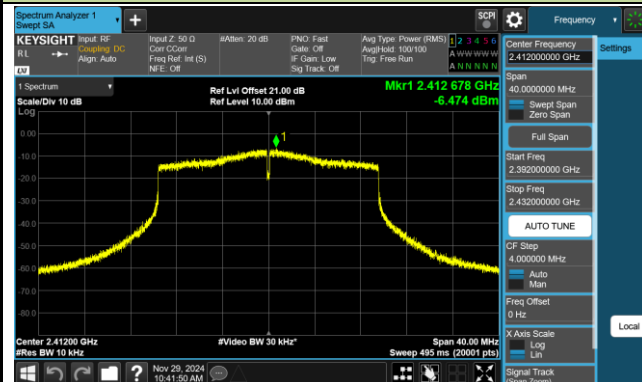 Spectrum Analyzer 1
Swept SA
SCPI
Frequency
KEYSIGHT
RL
Input: RF
Coupling: DC
Align: Auto
Input Z: 50 Ω
Corr CCorr
Freq Ref: Int (S)
NFE: Off
#Atten: 20 dB
PNO: Fast
Gate: Off
IF Gain: Low
Sig Track: Off
Avg Type: Power (RMS)
Avg|Hold: 100/100
Trig: Free Run
1 2 3 4 5 6
A W W W W W
A N N N N N
Center Frequency
2.412000000 GHz
Settings
Span
40.0000000 MHz
Swept Span
Zero Span
Full Span
Start Freq
2.392000000 GHz
Stop Freq
2.432000000 GHz
AUTO TUNE
CF Step
4.000000 MHz
Auto
Man
Freq Offset
0 Hz
X Axis Scale
Log
Lin
Signal Track
(Span Zoom)
Local
1 Spectrum
Scale/Div 10 dB
Log
Ref Lvl Offset 21.00 dB
Ref Level 10.00 dBm
Mkr1 2.412 678 GHz
-6.474 dBm
1
0.00
-10.0
-20.0
-30.0
-40.0
-50.0
-60.0
-70.0
-80.0
Center 2.41200 GHz
#Res BW 10 kHz
#Video BW 30 kHz*
Span 40.00 MHz
Sweep 495 ms (20001 pts)
Nov 29, 2024
10:41:50 AM